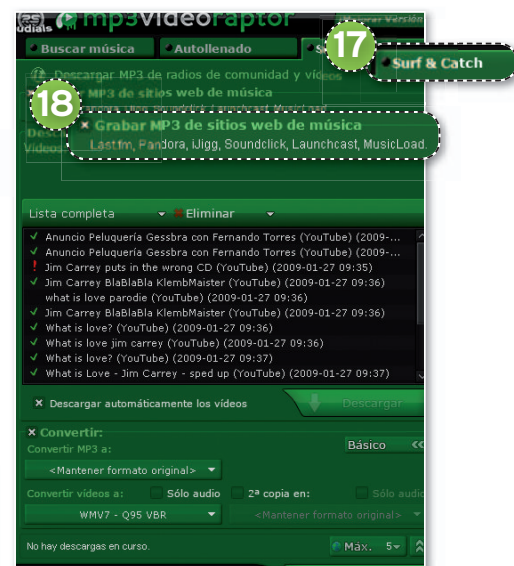 udials mp3videoraptor
Buscar música
Autollenado
17
Surf & Catch
Descargar MP3 de radios de comunidad y vídeos
MP3 de sitios web de música
18
Grabar MP3 de sitios web de música
Last.fm, Pandora, iJigg, Soundclick, Launchcast, MusicLoad.
Lista completa
Eliminar
Anuncio Peluquería Gessbra con Fernando Torres (YouTube) (2009-...
Anuncio Peluquería Gessbra con Fernando Torres (YouTube) (2009-...
Jim Carrey puts in the wrong CD (YouTube) (2009-01-27 09:35)
Jim Carrey BlaBlaBla KlembMaister (YouTube) (2009-01-27 09:36)
what is love parodie (YouTube) (2009-01-27 09:36)
Jim Carrey BlaBlaBla KlembMaister (YouTube) (2009-01-27 09:36)
What is love? (YouTube) (2009-01-27 09:36)
What is love jim carrey (YouTube) (2009-01-27 09:36)
What is love? (YouTube) (2009-01-27 09:37)
What is Love - Jim Carrey - sped up (YouTube) (2009-01-27 09:37)
Descargar automáticamente los vídeos
Descargar
Convertir:
Convertir MP3 a:
Básico
<Mantener formato original>
Convertir vídeos a:
Sólo audio
2ª copia en:
Sólo audio
WMV7 - Q95 VBR
<Mantener formato original>
No hay descargas en curso.
Máx. 5